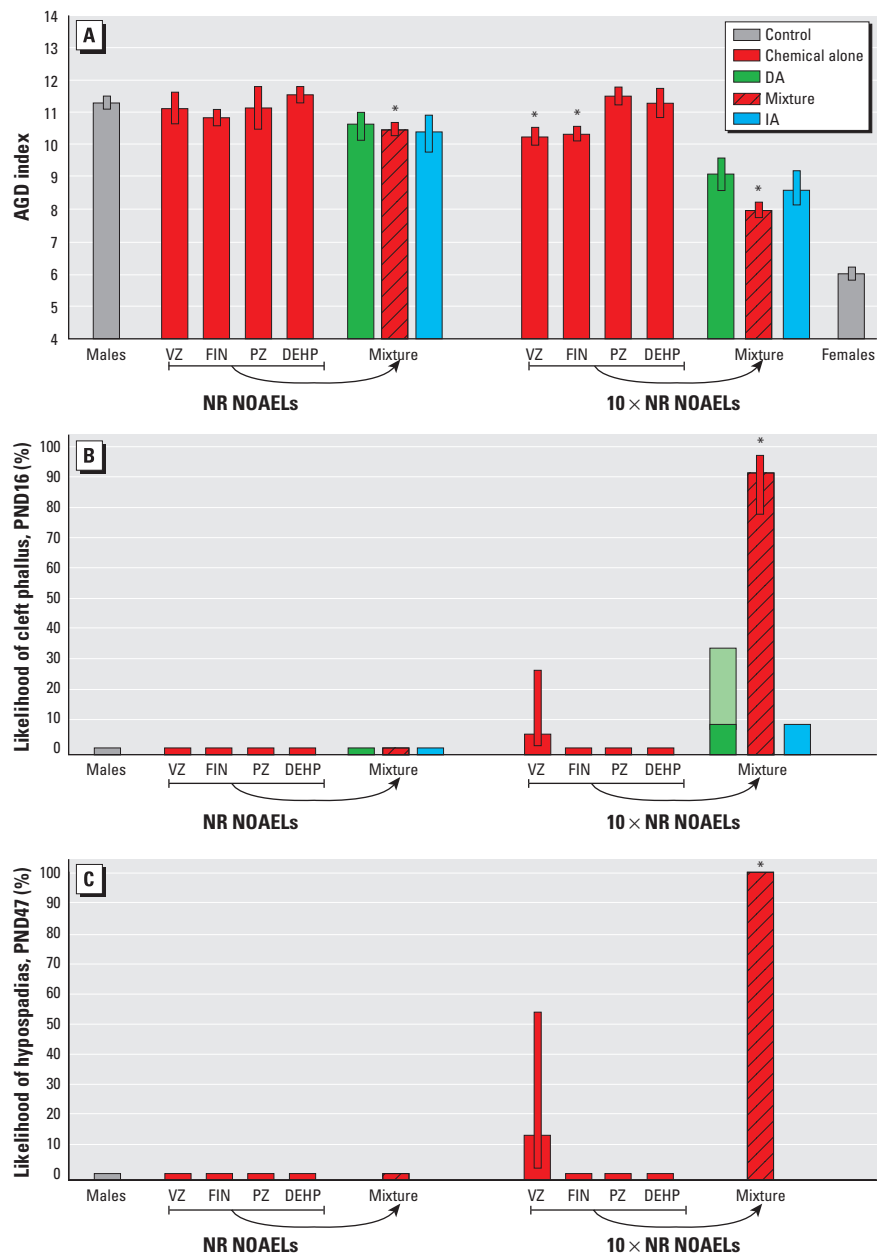 A
AGD index
14
13
12
11
10
9
8
7
6
5
4
Control
Chemical alone
DA
Mixture
IA
*
* *
*
Males VZ FIN PZ DEHP Mixture VZ FIN PZ DEHP Mixture Females
NR NOAELs 10 × NR NOAELs
B
Likelihood of cleft phallus, PND16 (%)
100
90
80
70
60
50
40
30
20
10
0
*
Males VZ FIN PZ DEHP Mixture VZ FIN PZ DEHP Mixture
NR NOAELs 10 × NR NOAELs
C
Likelihood of hypospadias, PND47 (%)
100
90
80
70
60
50
40
30
20
10
0
*
Males VZ FIN PZ DEHP Mixture VZ FIN PZ DEHP Mixture
NR NOAELs 10 × NR NOAELs